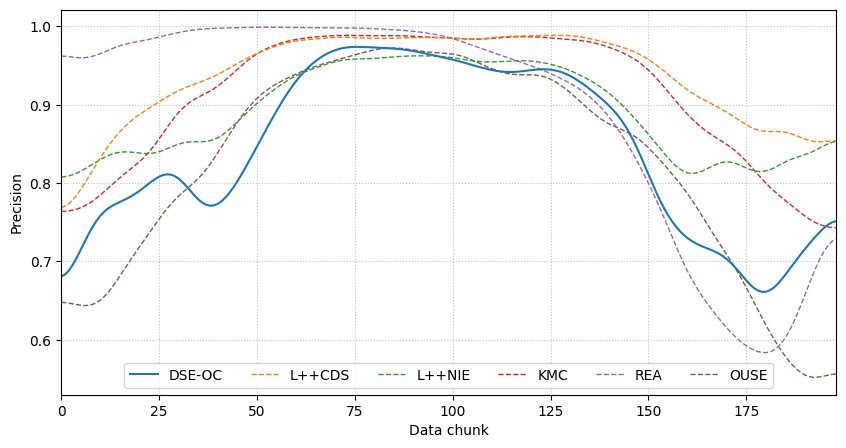 Precision
1.0
0.9
0.8
0.7
0.6
DSE-OC L++CDS L++NIE KMC REA OUSE
0 25 50 75 100 125 150 175
Data chunk